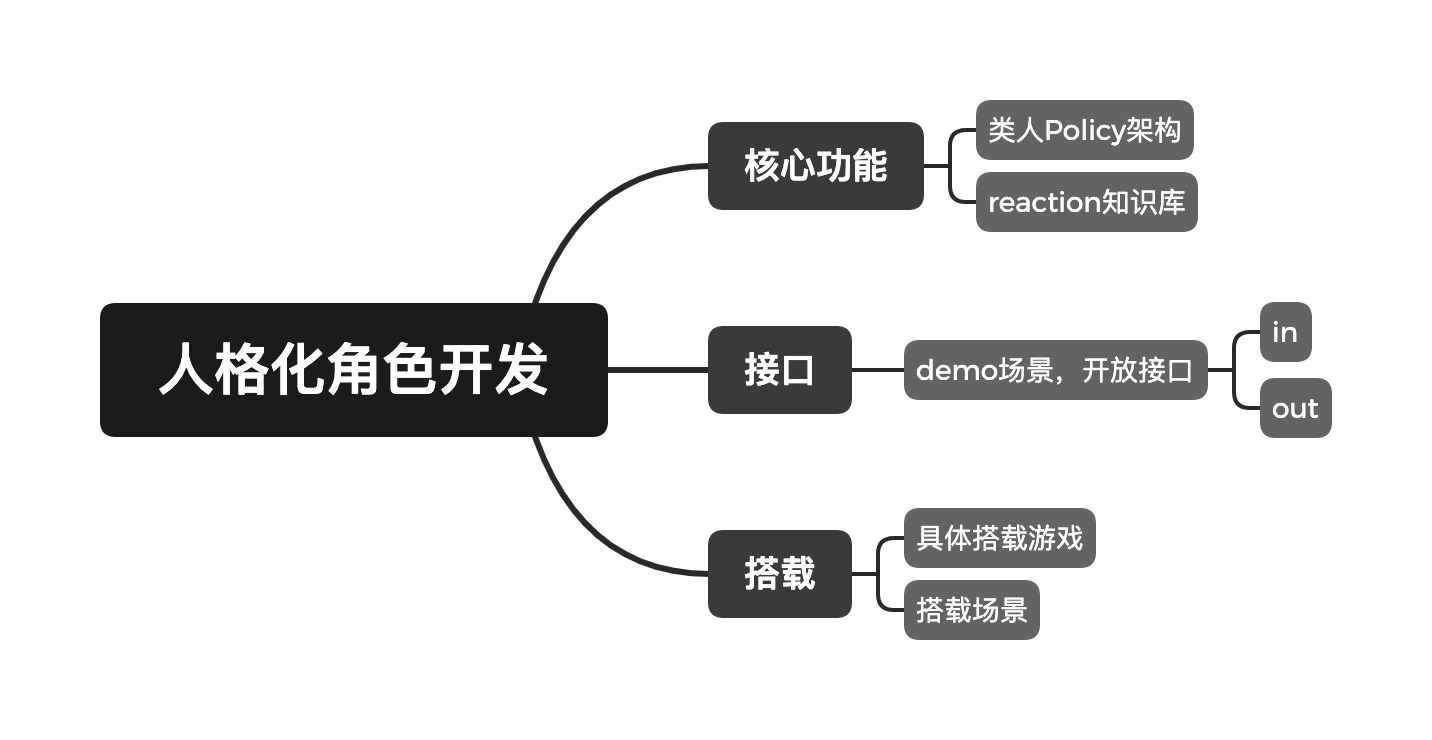 人格化角色开发
核心功能
类人Policy架构
reaction知识库
接口
demo场景，开放接口
in
out
搭载
具体搭载游戏
搭载场景